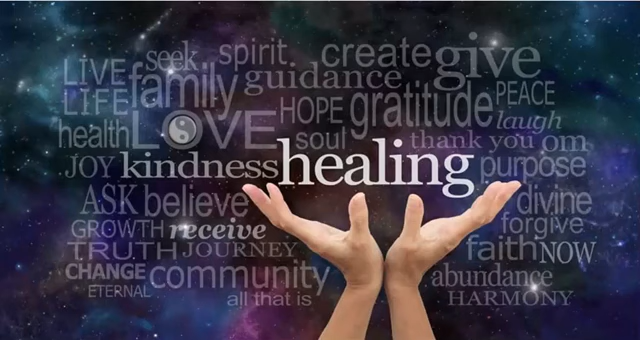 seek spirit create give
LIVE family guidance
LIFE HOPE gratitude PEACE
health LOVE soul laugh
thank you om
JOY kindness healing purpose
ASK believe divine
GROWTH receive forgive
TRUTH JOURNEY faith NOW
CHANGE community abundance
ETERNAL all that is HARMONY